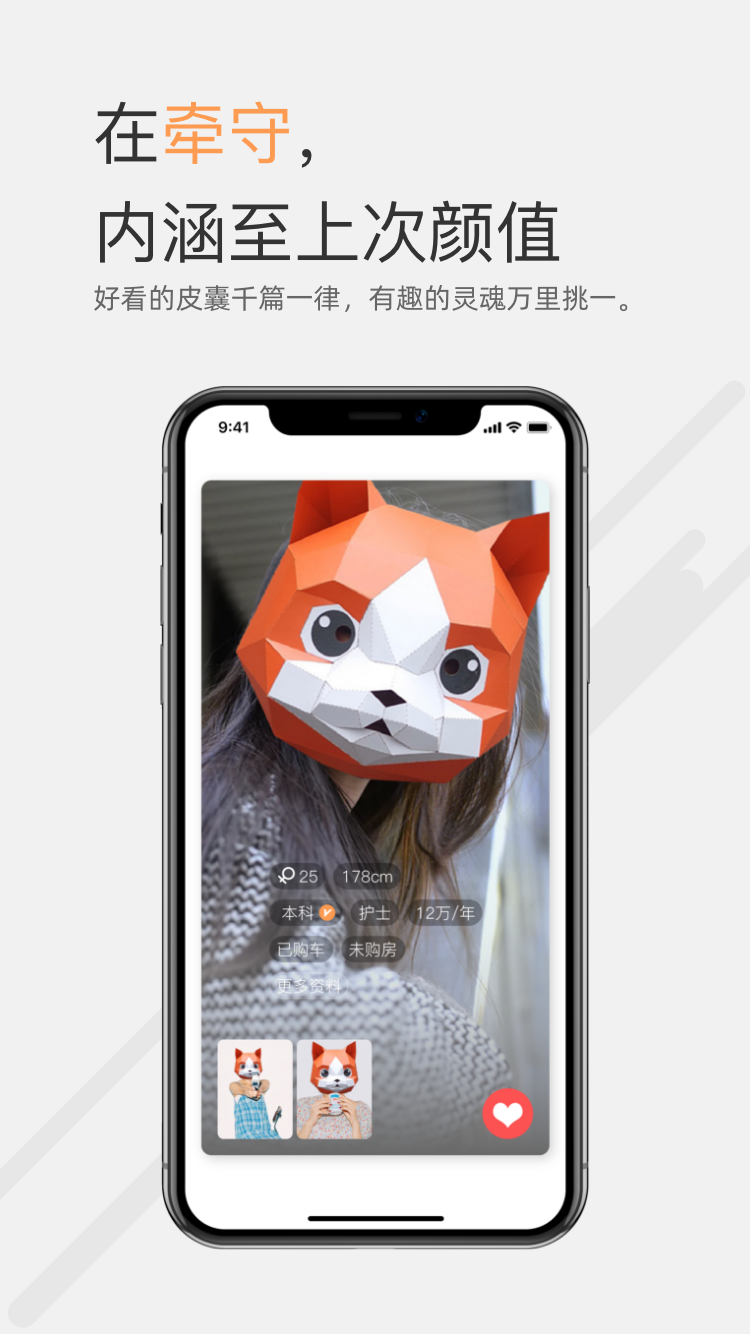 在牵守，
内涵至上次颜值
好看的皮囊千篇一律，有趣的灵魂万里挑一。
9:41
25 178cm
本科 护士 12万/年
已购车 未购房
更多资料